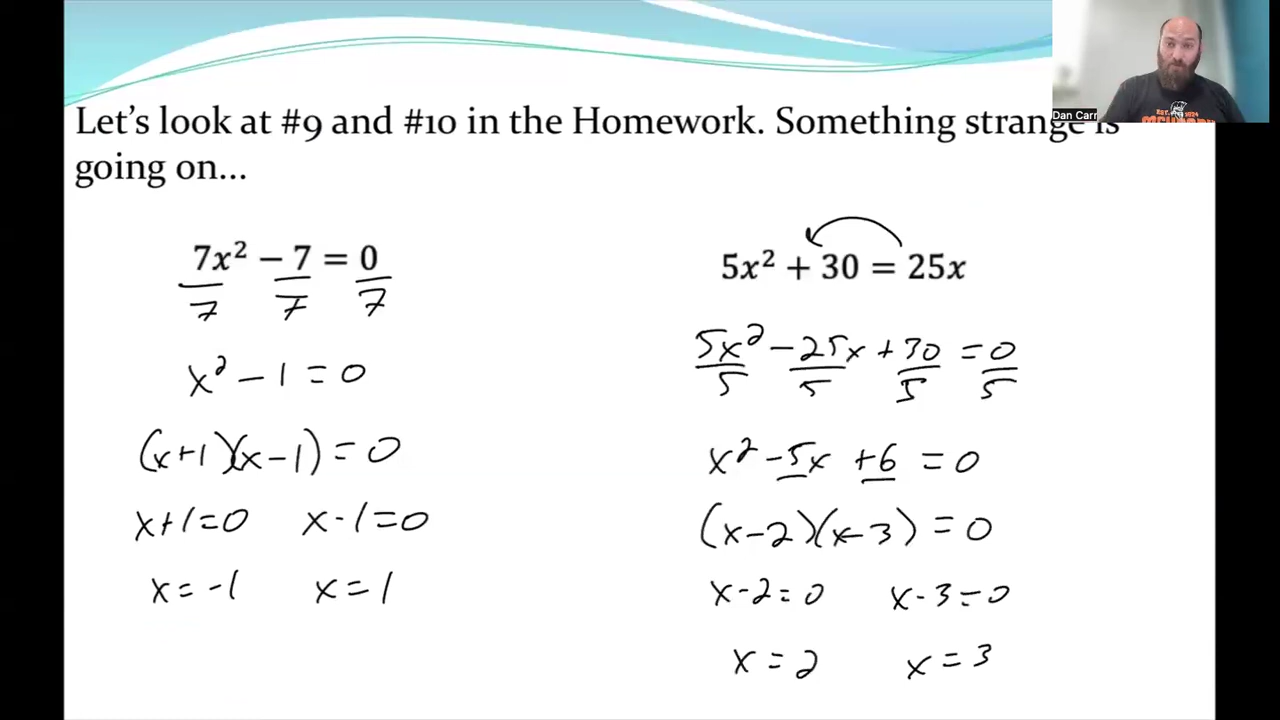 Let's look at #9 and #10 in the Homework. Something strange is
going on...
Dan Carr
7x² − 7 = 0
7 7 7
x² − 1 = 0
(x+1)(x−1) = 0
x+1=0 x-1=0
x=-1 x=1
5x² + 30 = 25x
5x² − 25x + 30 = 0
5 5 5 5
x² − 5x + 6 = 0
(x−2)(x−3) = 0
x-2=0 x-3=0
x=2 x=3